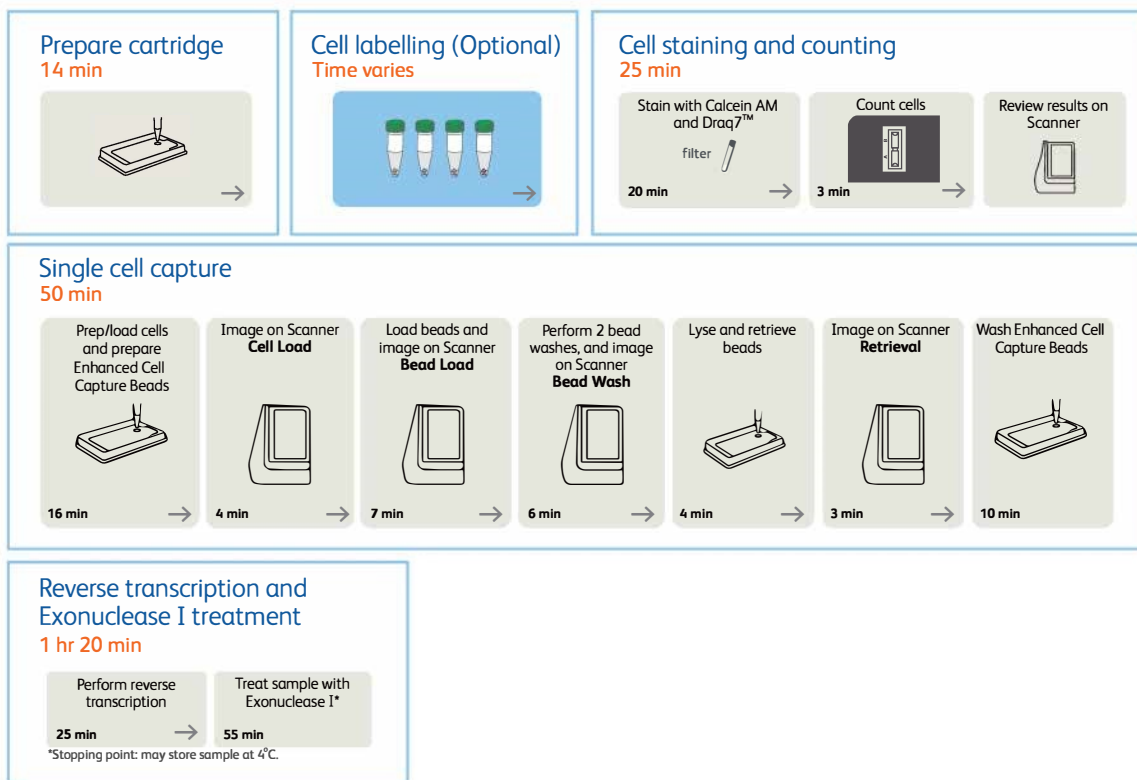 Prepare cartridge
14 min
Cell labelling (Optional)
Time varies
Cell staining and counting
25 min
Stain with Calcein AM
and Draq7™
filter
20 min
Count cells
3 min
Review results on
Scanner
Single cell capture
50 min
Prep/load cells
and prepare
Enhanced Cell
Capture Beads
16 min
Image on Scanner
Cell Load
4 min
Load beads and
image on Scanner
Bead Load
7 min
Perform 2 bead
washes, and image
on Scanner
Bead Wash
6 min
Lyse and retrieve
beads
4 min
Image on Scanner
Retrieval
3 min
Wash Enhanced Cell
Capture Beads
10 min
Reverse transcription and
Exonuclease I treatment
1 hr 20 min
Perform reverse
transcription
25 min
Treat sample with
Exonuclease I*
55 min
*Stopping point: may store sample at 4°C.